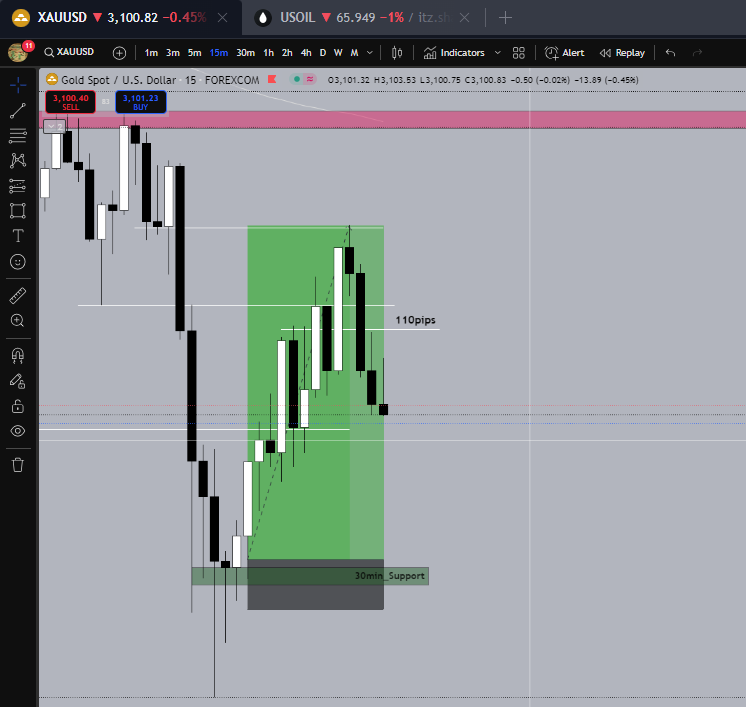 XAUUSD ▼ 3,100.82 −0.45%
USOIL ▼ 65.949 −1% / itz.sh
11
XAUUSD
1m 3m 5m 15m 30m 1h 2h 4h D W M
Indicators
Alert
Replay
Gold Spot / U.S. Dollar · 15 · FOREXCOM
O3,101.32 H3,103.53 L3,100.75 C3,100.83 −0.50 (−0.02%) −13.89 (−0.45%)
3,100.40
SELL
83
3,101.23
BUY
2
110pips
30min_Support